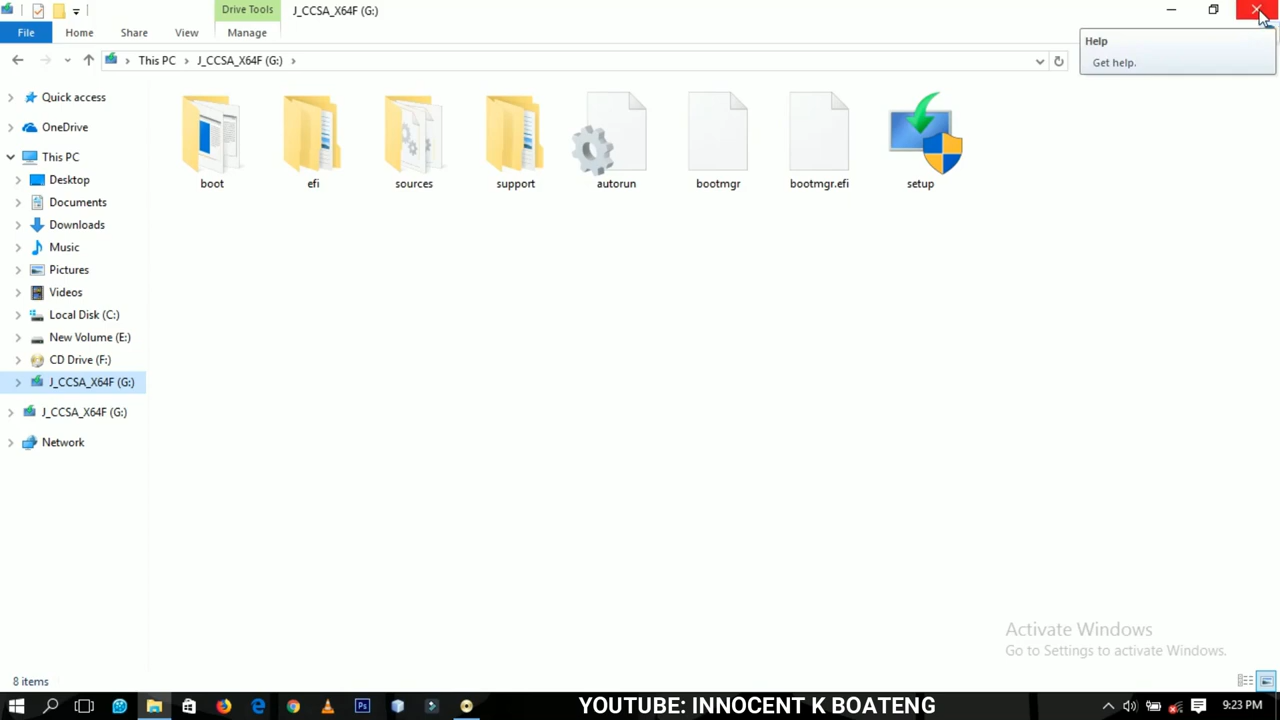 Drive Tools
J_CCSA_X64F (G:)
File
Home
Share
View
Manage
Help
Get help.
This PC
J_CCSA_X64F (G:)
Quick access
OneDrive
This PC
Desktop
Documents
Downloads
Music
Pictures
Videos
Local Disk (C:)
New Volume (E:)
CD Drive (F:)
J_CCSA_X64F (G:)
J_CCSA_X64F (G:)
Network
boot
efi
sources
support
autorun
bootmgr
bootmgr.efi
setup
Activate Windows
Go to Settings to activate Windows.
8 items
Ps
YOUTUBE: INNOCENT K BOATENG
9:23 PM